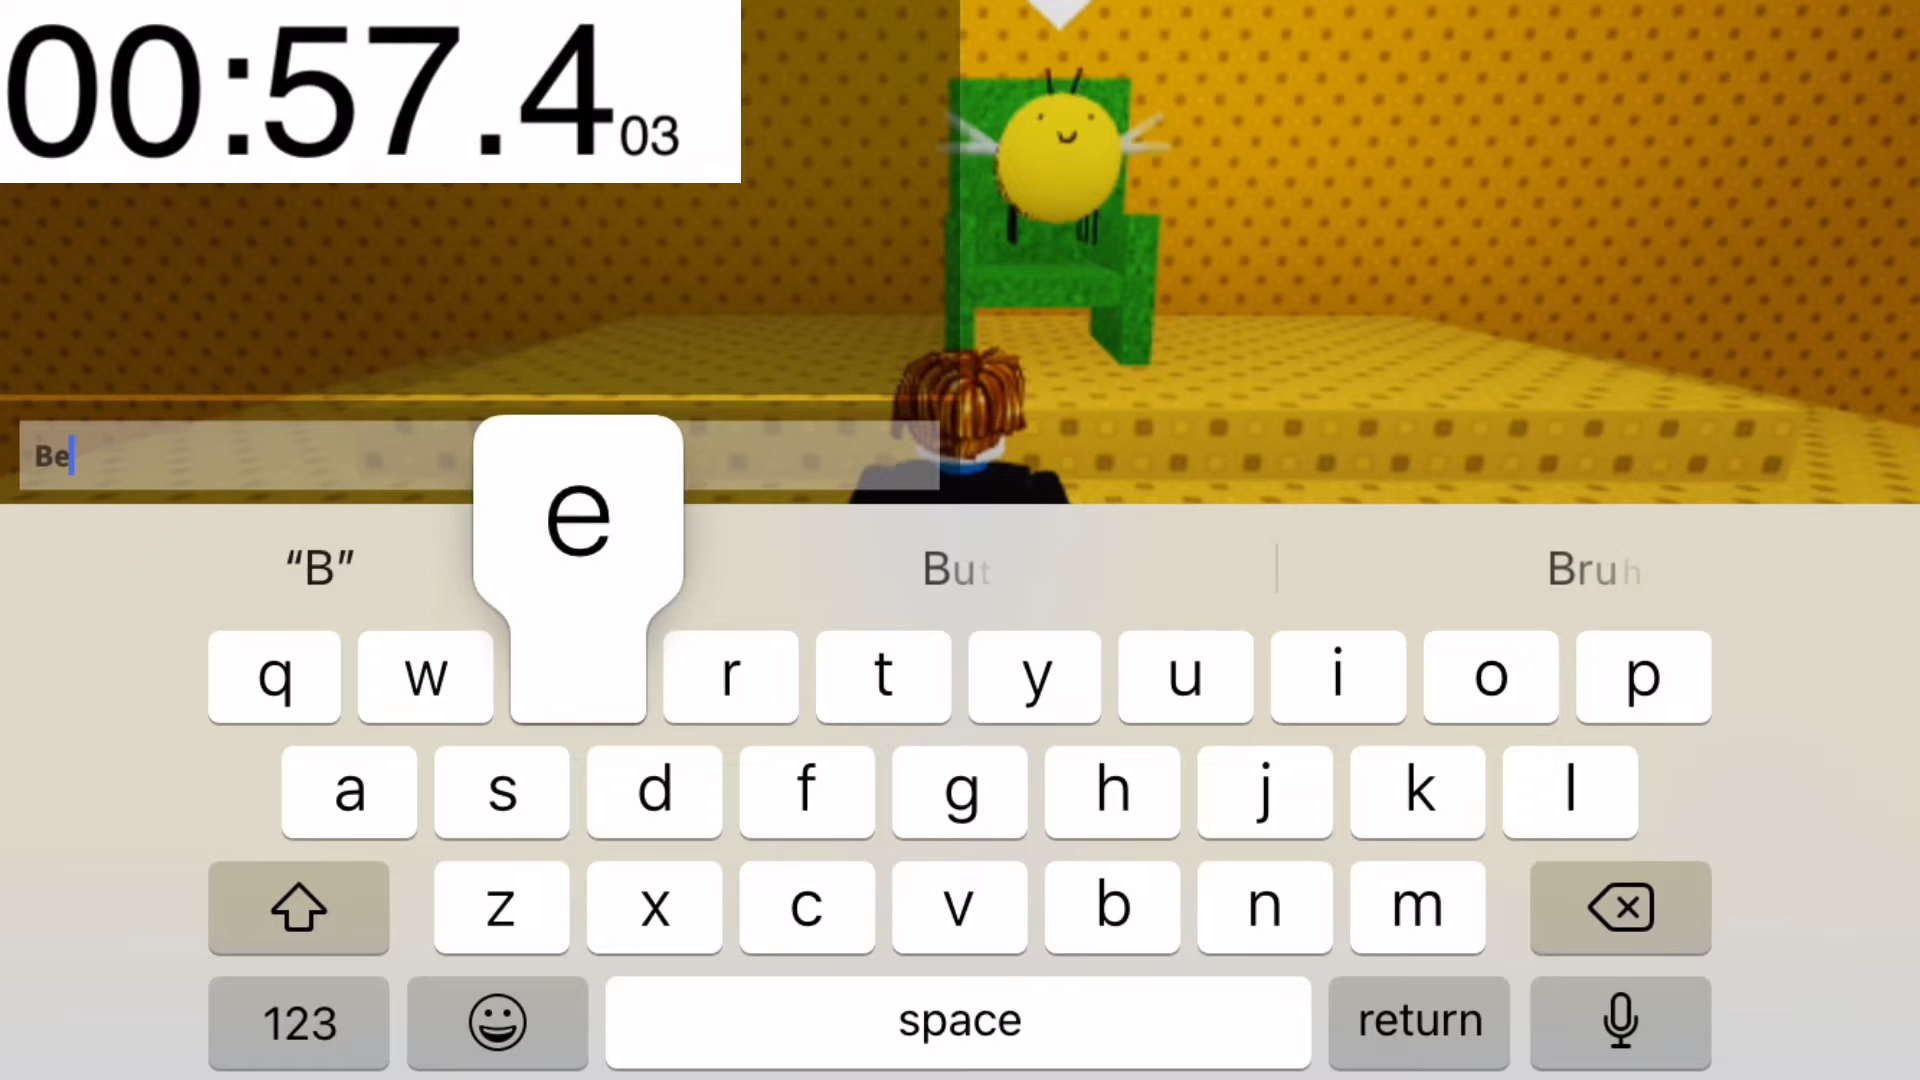 00:57.403
Be
e
“B” But Bruh
q w r t y u i o p
a s d f g h j k l
z x c v b n m
123 space return